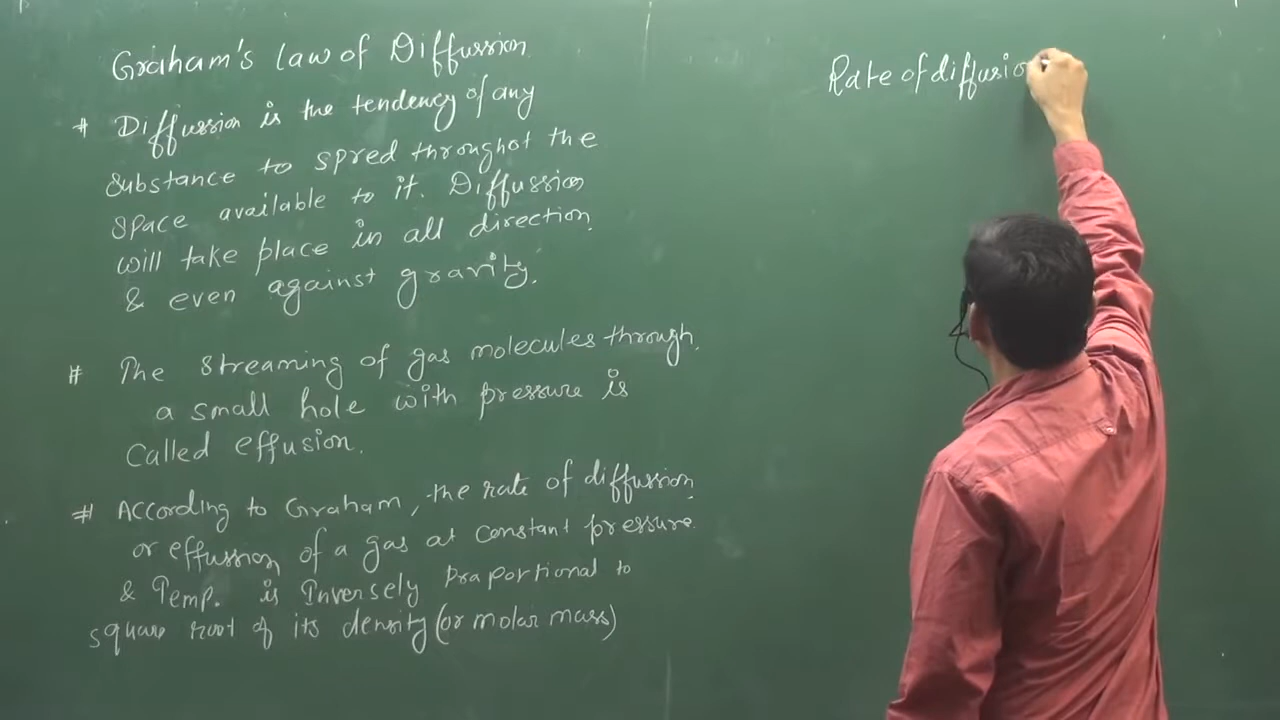 Graham's law of Diffussion
# Diffussion is the tendency of any
substance to spred throughot the
space available to it. Diffussion
will take place in all direction.
& even against gravity.
# The streaming of gas molecules through.
a small hole with pressure is
called effusion.
# According to Graham, the rate of diffussion
or effussion of a gas at constant pressure
& Temp. is Inversely praportional to
square root of its density (or molar mass)
Rate of diffusio